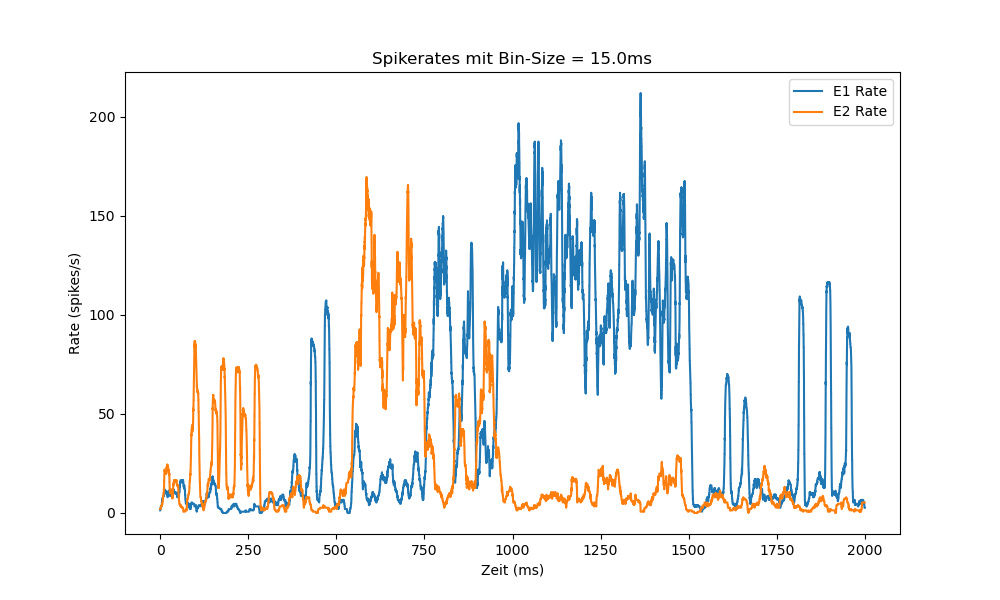 Spikerates mit Bin-Size = 15.0ms
E1 Rate
E2 Rate
200
150
100
50
0
Rate (spikes/s)
0 250 500 750 1000 1250 1500 1750 2000
Zeit (ms)